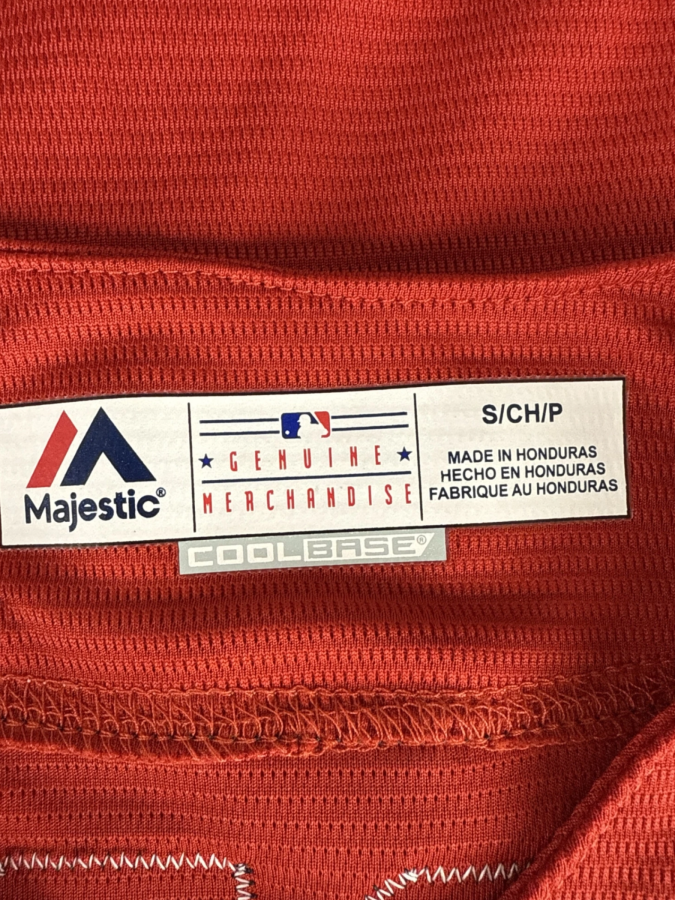 Majestic®
GENUINE
MERCHANDISE
S/CH/P
MADE IN HONDURAS
HECHO EN HONDURAS
FABRIQUE AU HONDURAS
COOLBASE®